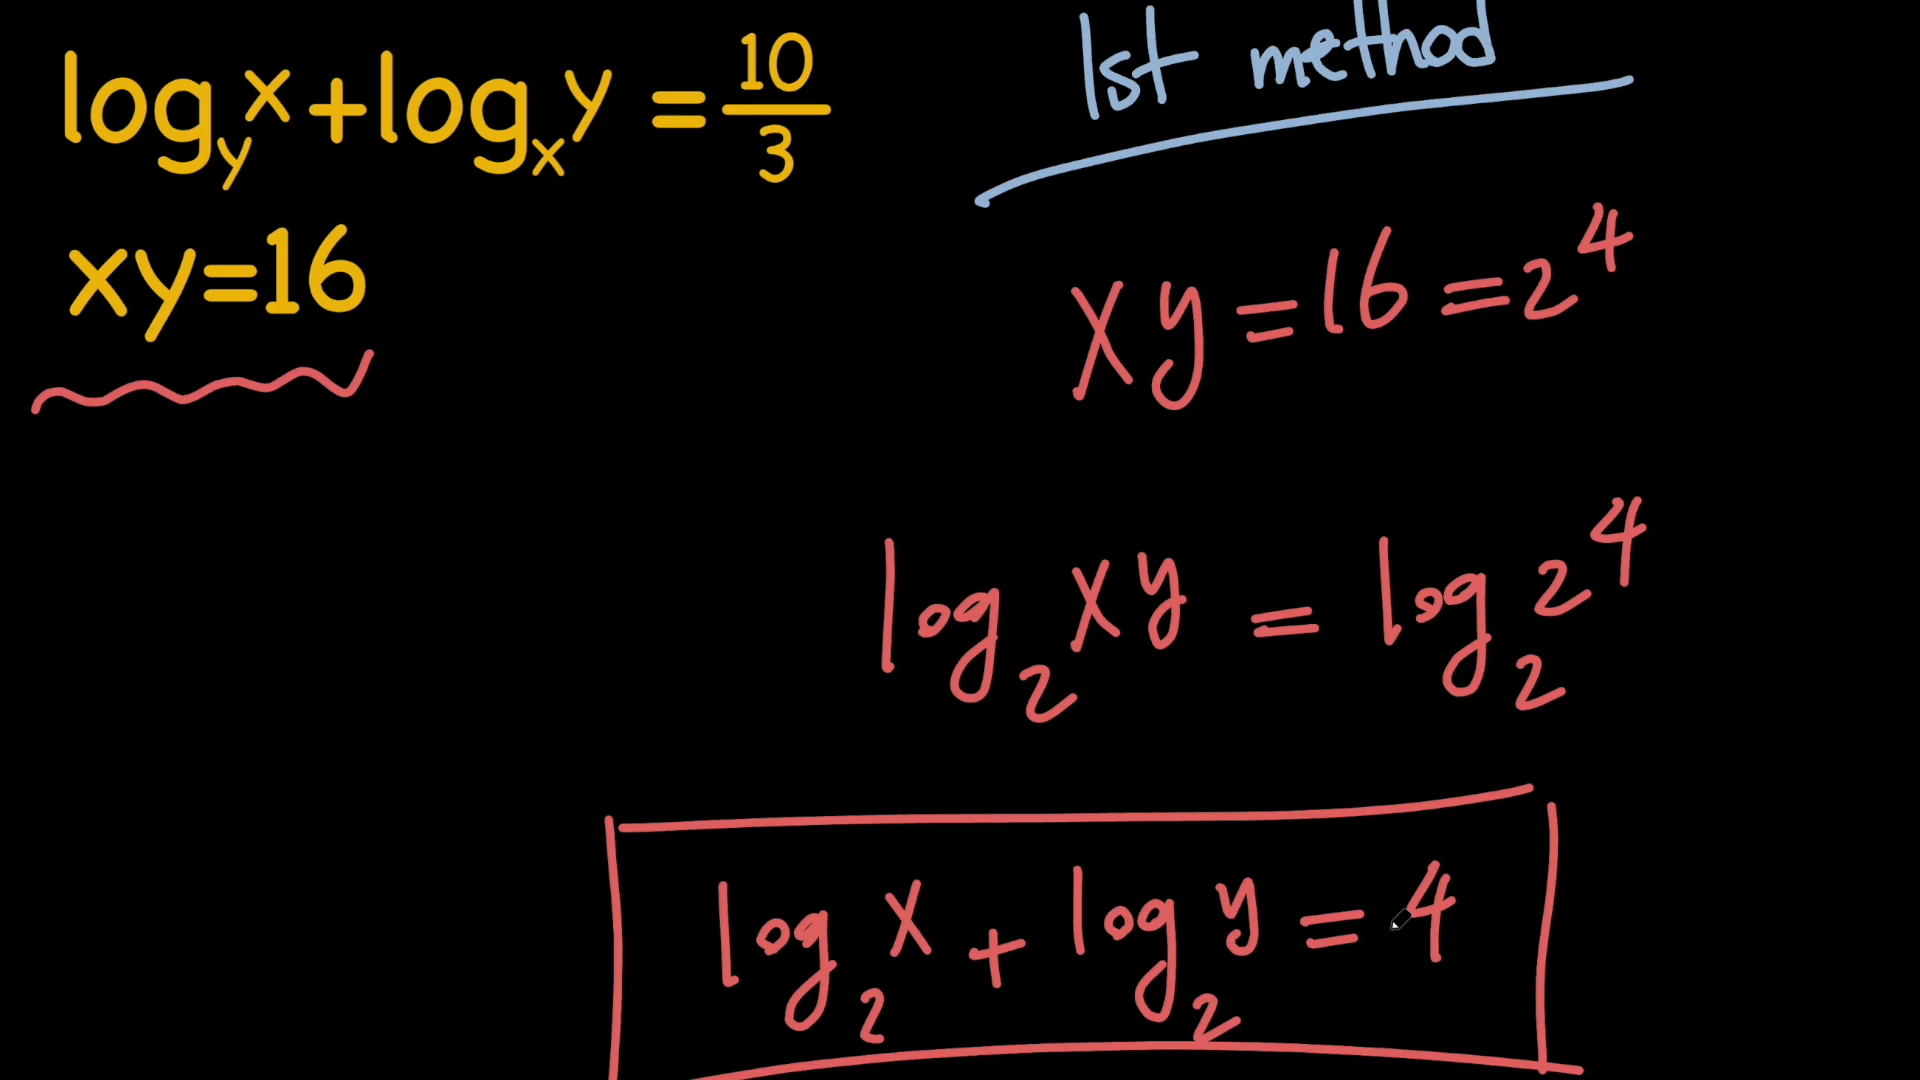 log_y x + log_x y = 10/3
xy=16
1st method
xy = 16 = 2^4
log_2 xy = log_2 2^4
log_2 x + log_2 y = 4